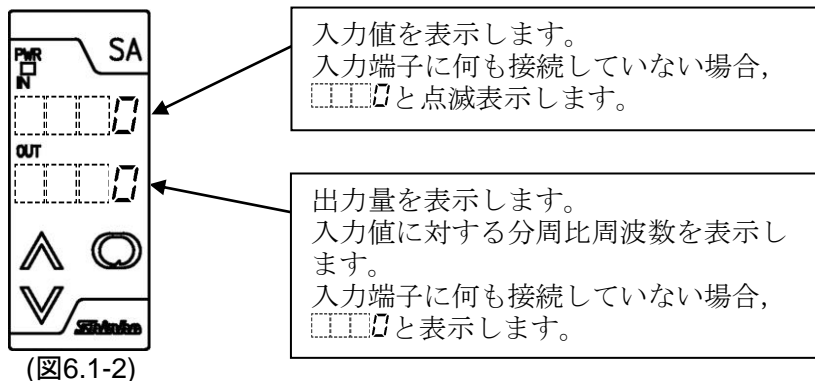 PWR
SA
IN
0
OUT
0
Shinko
(図6.1-2)
入力値を表示します。
入力端子に何も接続していない場合,
□□□0と点滅表示します。
出力量を表示します。
入力値に対する分周比周波数を表示し
ます。
入力端子に何も接続していない場合,
□□□0と表示します。